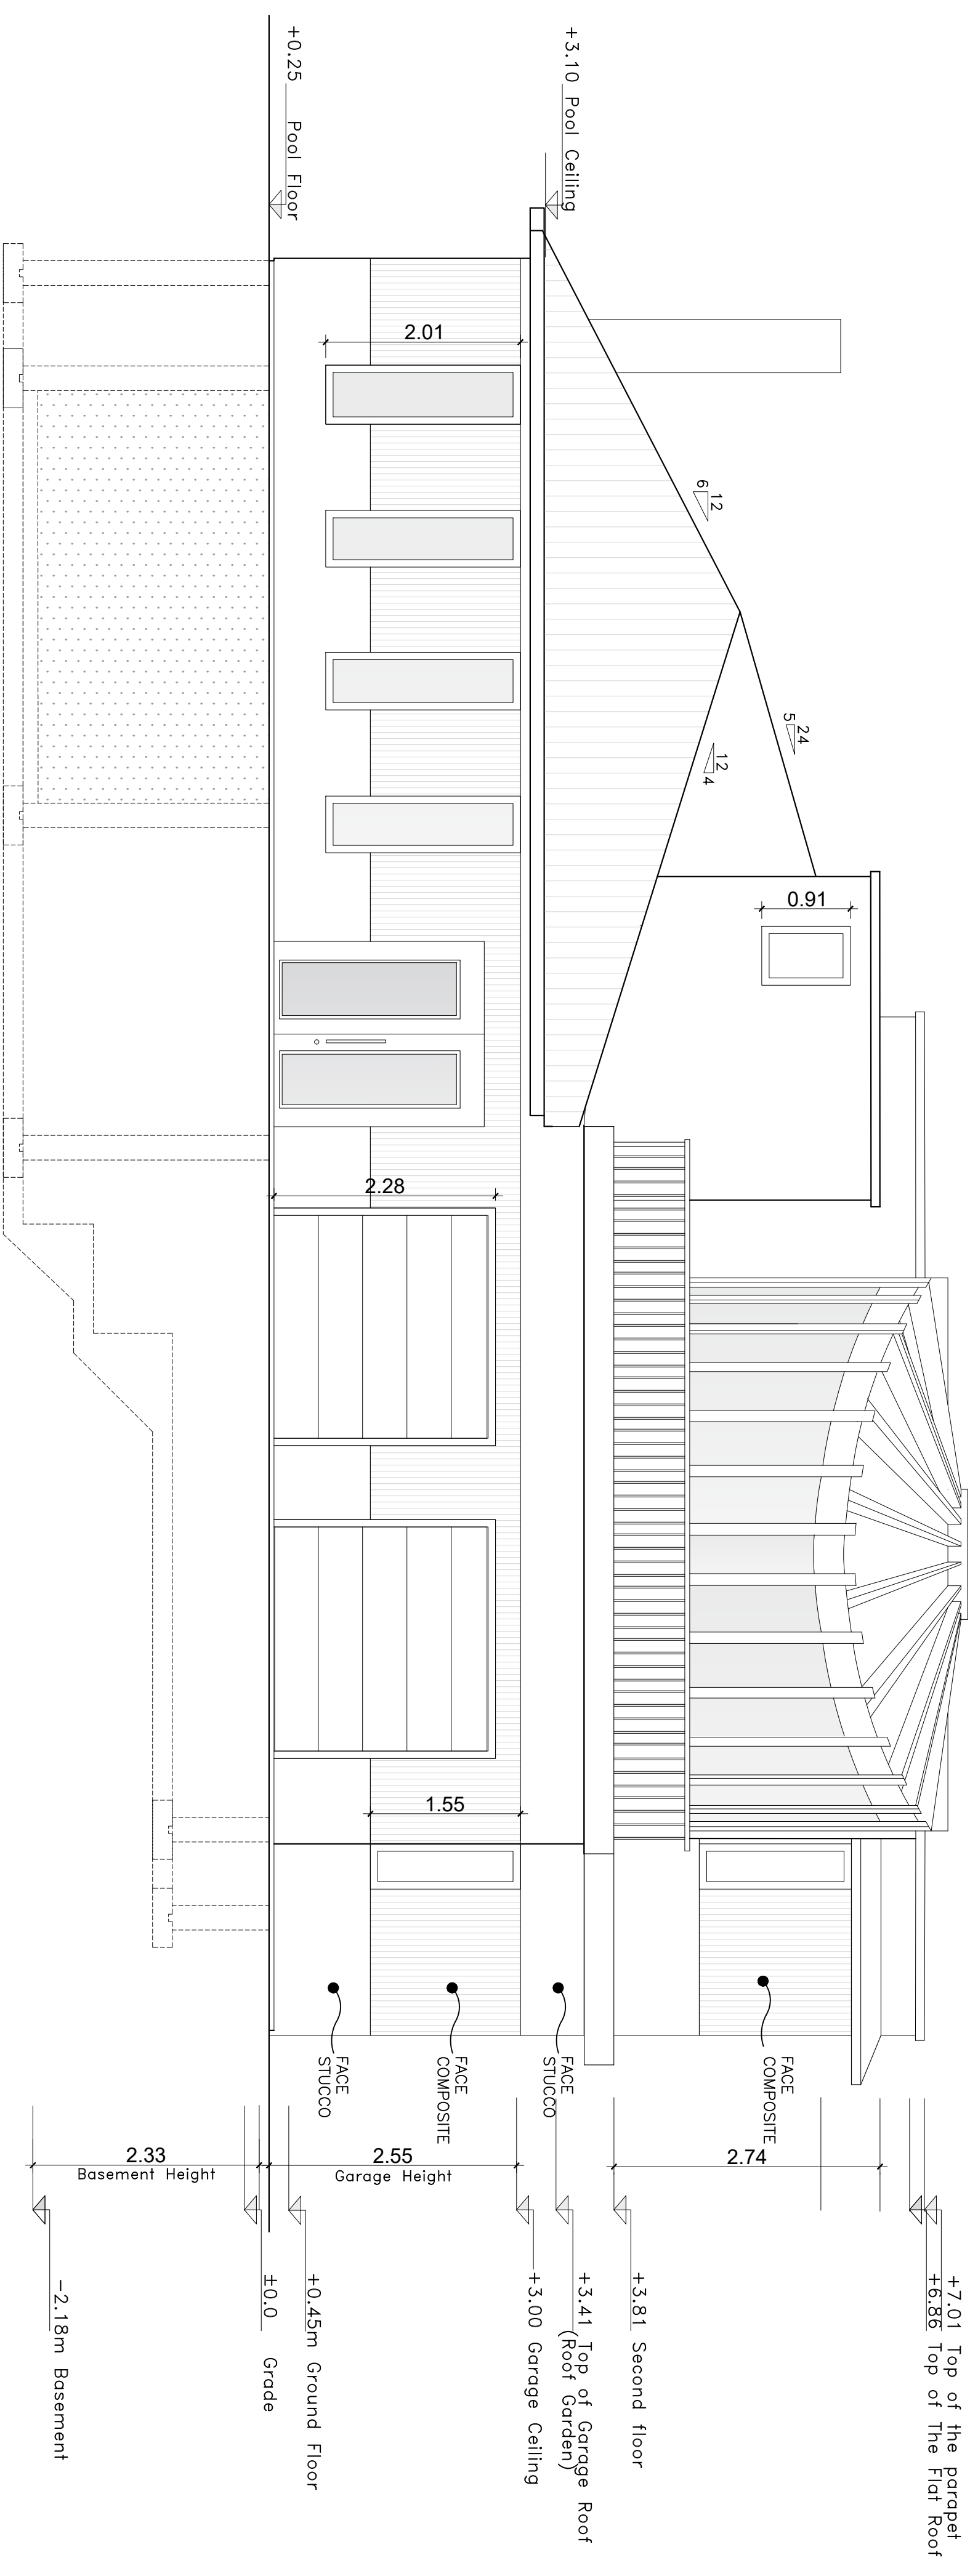 +7.01 Top of the parapet
+6.86 Top of The Flat Roof
+3.81 Second floor
+3.41 Top of Garage Roof
(Roof Garden)
+3.00 Garage Ceiling
+0.45m Ground Floor
±0.0 Grade
-2.18m Basement
2.74
2.55
Garage Height
2.33
Basement Height
FACE
COMPOSITE
FACE
STUCCO
FACE
COMPOSITE
FACE
STUCCO
+3.10 Pool Ceiling
+0.25 Pool Floor
12
6
24
5
12
4
0.91
2.01
2.28
1.55